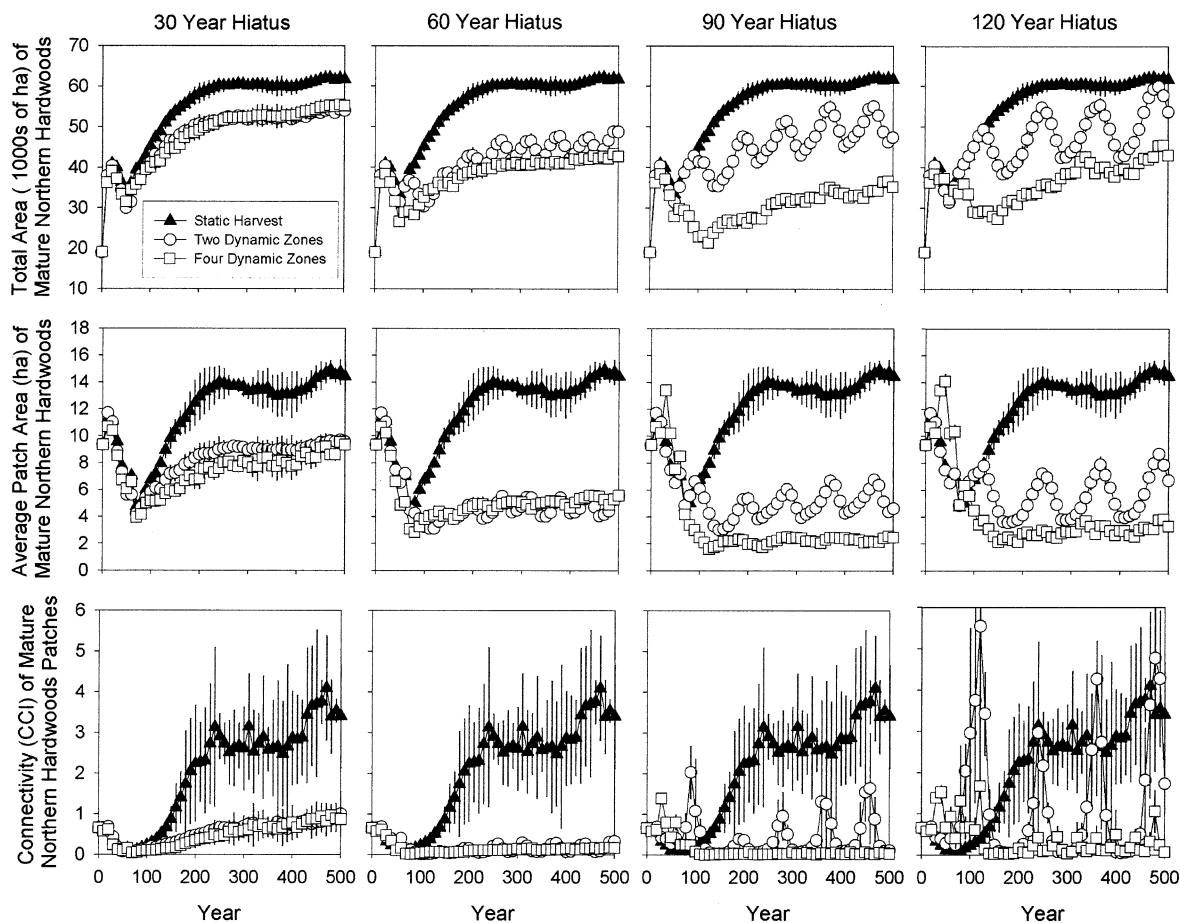 30 Year Hiatus
60 Year Hiatus
90 Year Hiatus
120 Year Hiatus
Total Area ( 1000s of ha) of
Mature Northern Hardwoods
70
60
50
40
30
20
10
Static Harvest
Two Dynamic Zones
Four Dynamic Zones
Average Patch Area (ha) of
Mature Northern Hardwoods
18
16
14
12
10
8
6
4
2
0
Connectivity (CCI) of Mature
Northern Hardwoods Patches
6
5
4
3
2
1
0
0 100 200 300 400 500
0 100 200 300 400 500
0 100 200 300 400 500
0 100 200 300 400 500
Year
Year
Year
Year